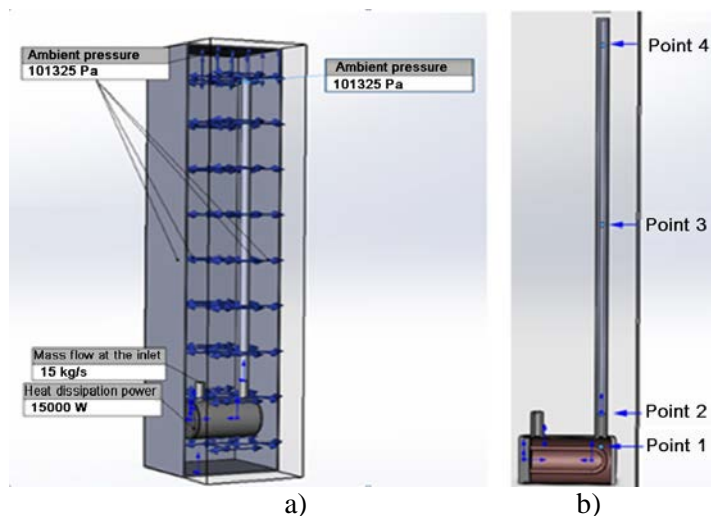 Ambient pressure
101325 Pa
Ambient pressure
101325 Pa
Mass flow at the inlet
15 kg/s
Heat dissipation power
15000 W
a)
Point 4
Point 3
Point 2
Point 1
b)